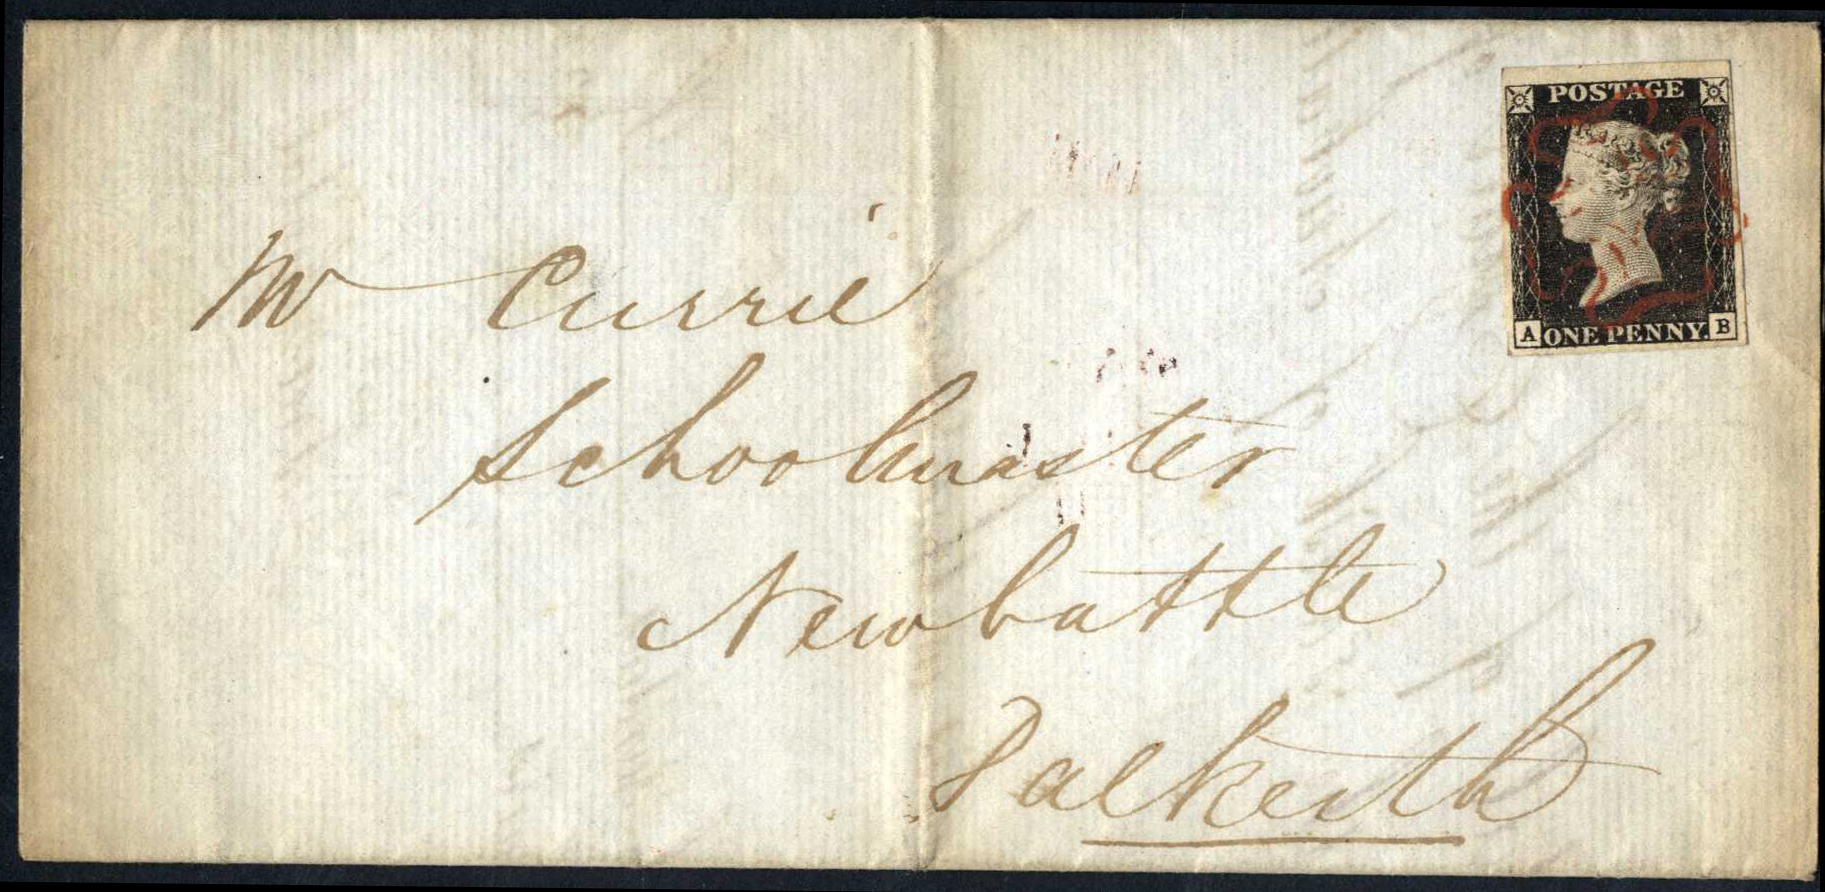 POSTAGE
A ONE PENNY. B
Mr Currie
Schoolmaster
Newbattle
Dalkeith